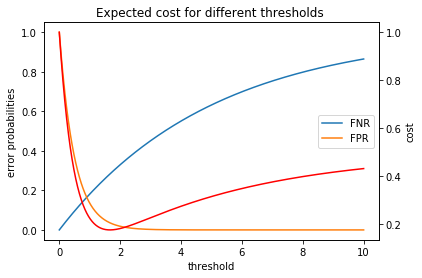 Expected cost for different thresholds
error probabilities
1.0
0.8
0.6
0.4
0.2
0.0
0
2
4
6
8
10
threshold
FNR
FPR
1.0
0.8
0.6
0.4
0.2
cost